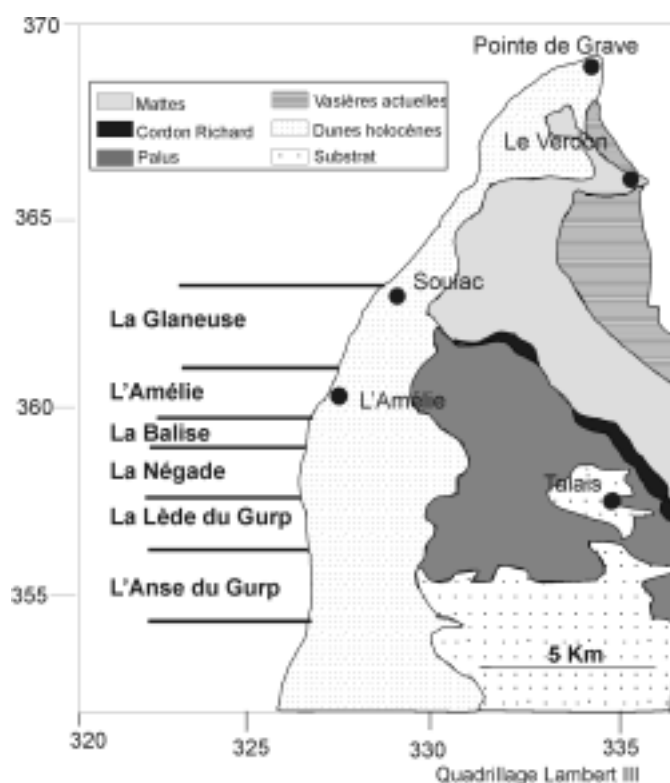 370
Pointe de Grave
Mattes
Vasières actuelles
Cordon Richard
Dunes holocènes
Palus
Substrat
Le Verdon
365
Soulac
La Glaneuse
L'Amélie
360
L'Amélie
La Balise
La Négade
Talais
La Lède du Gurp
355
L'Anse du Gurp
5 Km
320
325
330
335
Quadrillage Lambert III